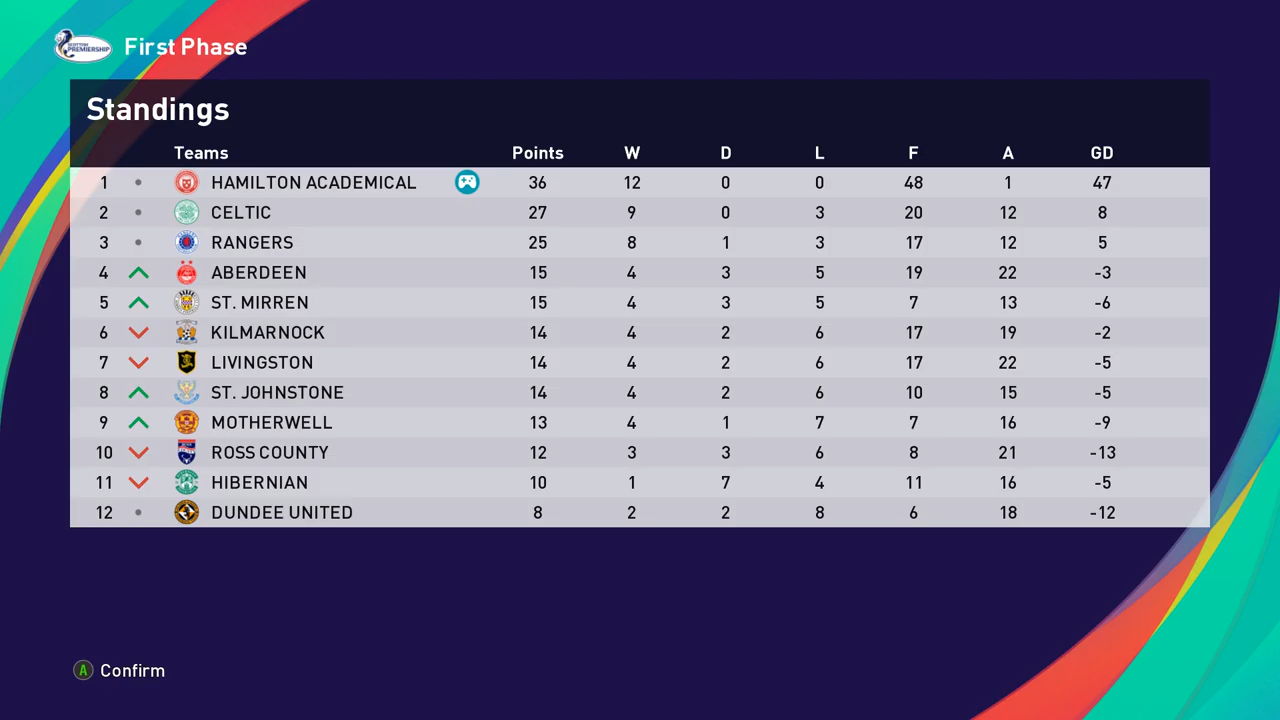 SCOTTISH PREMIERSHIP First Phase
Standings
Teams Points W D L F A GD
1 HAMILTON ACADEMICAL 36 12 0 0 48 1 47
2 CELTIC 27 9 0 3 20 12 8
3 RANGERS 25 8 1 3 17 12 5
4 ABERDEEN 15 4 3 5 19 22 -3
5 ST. MIRREN 15 4 3 5 7 13 -6
6 KILMARNOCK 14 4 2 6 17 19 -2
7 LIVINGSTON 14 4 2 6 17 22 -5
8 ST. JOHNSTONE 14 4 2 6 10 15 -5
9 MOTHERWELL 13 4 1 7 7 16 -9
10 ROSS COUNTY 12 3 3 6 8 21 -13
11 HIBERNIAN 10 1 7 4 11 16 -5
12 DUNDEE UNITED 8 2 2 8 6 18 -12
A Confirm